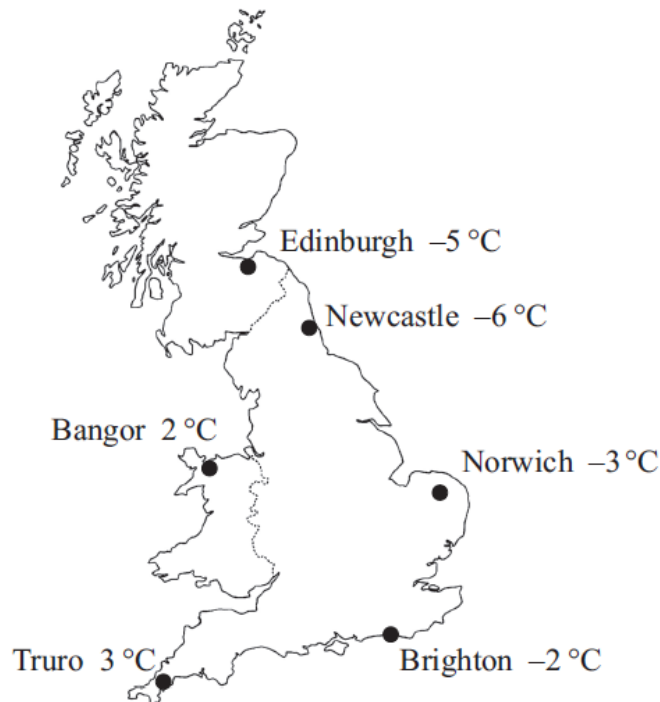 Edinburgh –5 °C
Newcastle –6 °C
Bangor 2 °C
Norwich –3 °C
Truro 3 °C
Brighton –2 °C